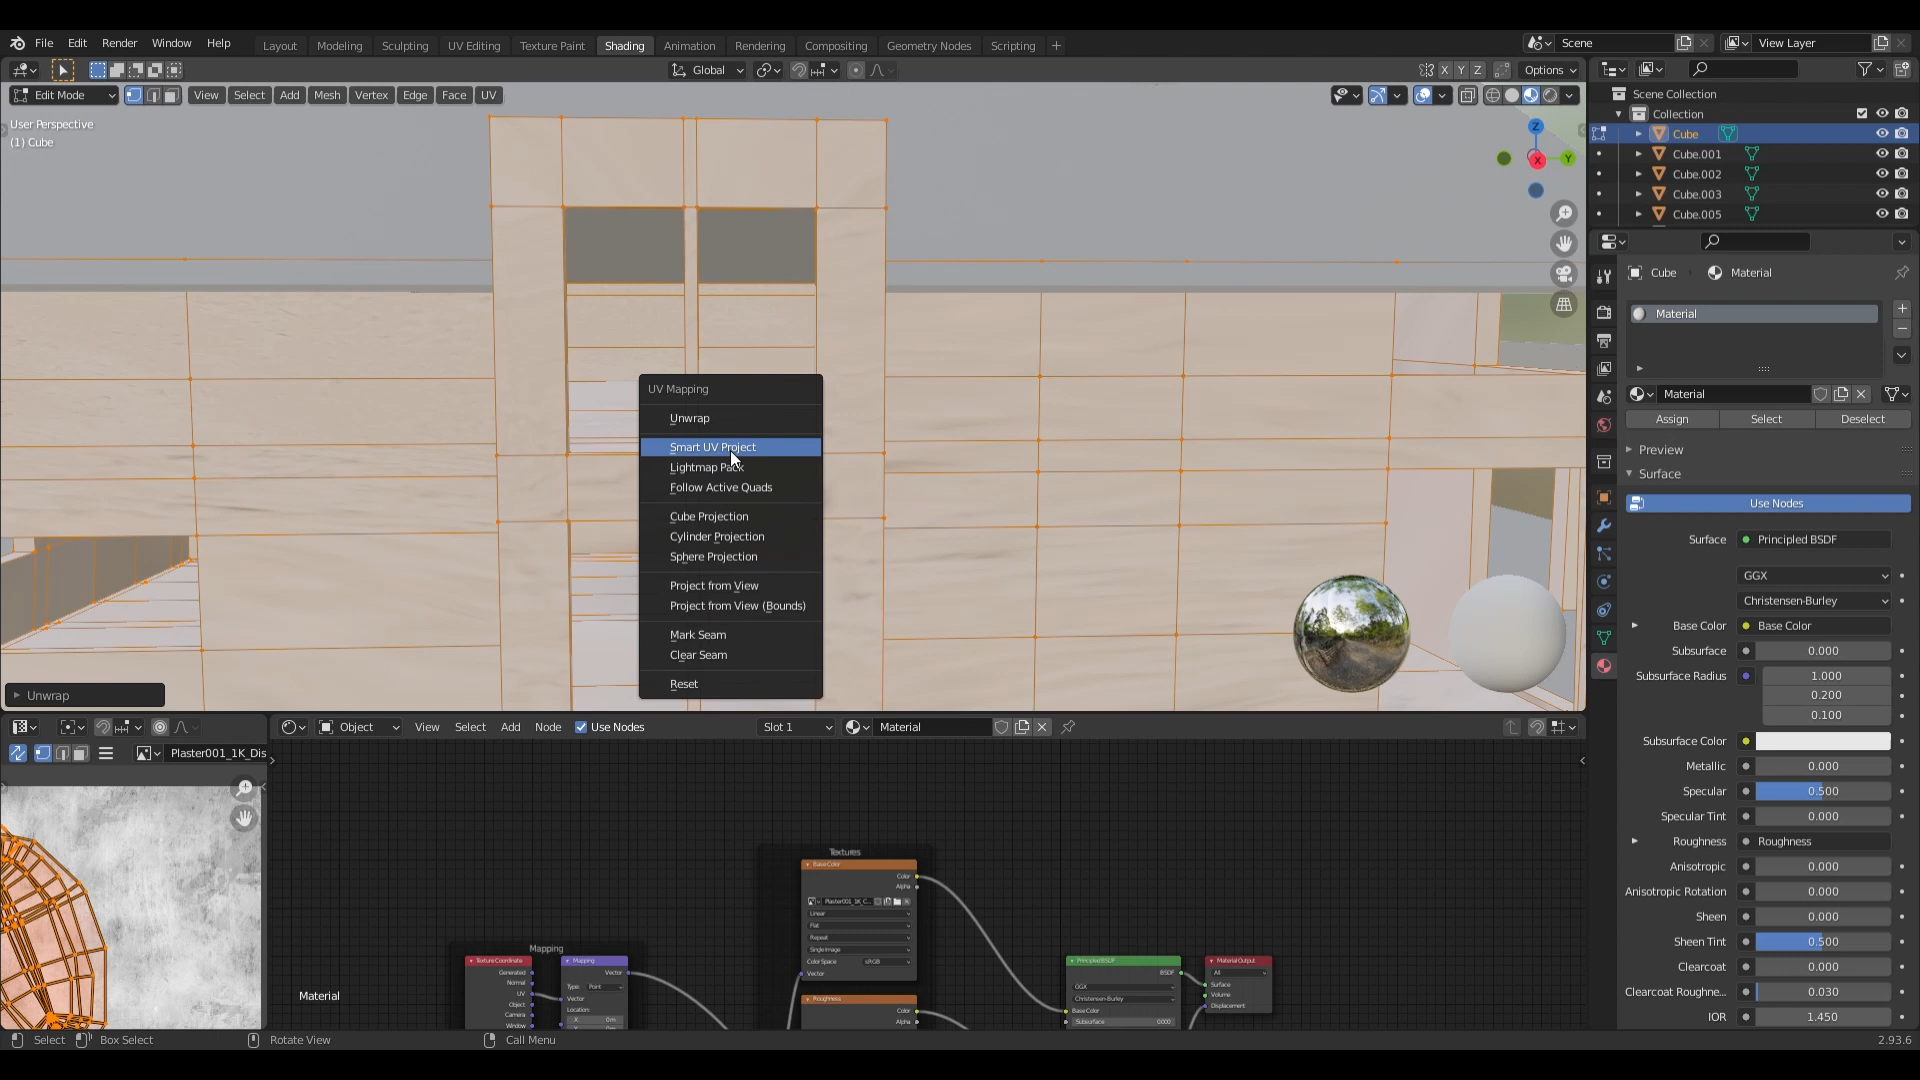 File Edit Render Window Help Layout Modeling Sculpting UV Editing Texture Paint Shading Animation Rendering Compositing Geometry Nodes Scripting + Scene View Layer
Global X Y Z Options
Edit Mode View Select Add Mesh Vertex Edge Face UV
User Perspective
(1) Cube
Z
X
Y
Scene Collection
Collection
Cube
Cube.001
Cube.002
Cube.003
Cube.005
UV Mapping
Unwrap
Smart UV Project
Lightmap Pack
Follow Active Quads
Cube Projection
Cylinder Projection
Sphere Projection
Project from View
Project from View (Bounds)
Mark Seam
Clear Seam
Reset
Unwrap
Cube Material
Material
Material
Assign Select Deselect
Preview
Surface
Use Nodes
Surface Principled BSDF
GGX
Christensen-Burley
Base Color Base Color
Subsurface 0.000
Subsurface Radius 1.000
0.200
0.100
Subsurface Color
Metallic 0.000
Specular 0.500
Specular Tint 0.000
Roughness Roughness
Anisotropic 0.000
Anisotropic Rotation 0.000
Sheen 0.000
Sheen Tint 0.500
Clearcoat 0.000
Clearcoat Roughne... 0.030
IOR 1.450
Object View Select Add Node Use Nodes Slot 1 Material
Plaster001_1K_Dis
Textures
Base Color
Color
Alpha
Plaster001_1K_C...
Linear
Flat
Repeat
Single Image
Color Space sRGB
Vector
Roughness
Color
Alpha
Mapping
Texture Coordinate
Generated
Normal
UV
Object
Camera
Window
Mapping
Vector
Type: Point
Vector
Location:
X 0m
Principled BSDF
BSDF
GGX
Christensen-Burley
Base Color
Subsurface 0.000
Material Output
All
Surface
Volume
Displacement
Material
Select Box Select Rotate View Call Menu 2.93.6